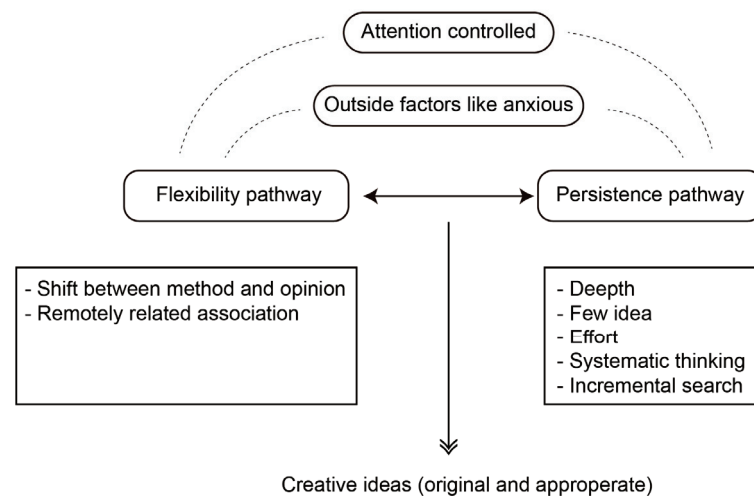 Attention controlled
Outside factors like anxious
Flexibility pathway
Persistence pathway
- Shift between method and opinion
- Remotely related association
- Deepth
- Few idea
- Effort
- Systematic thinking
- Incremental search
Creative ideas (original and approperate)